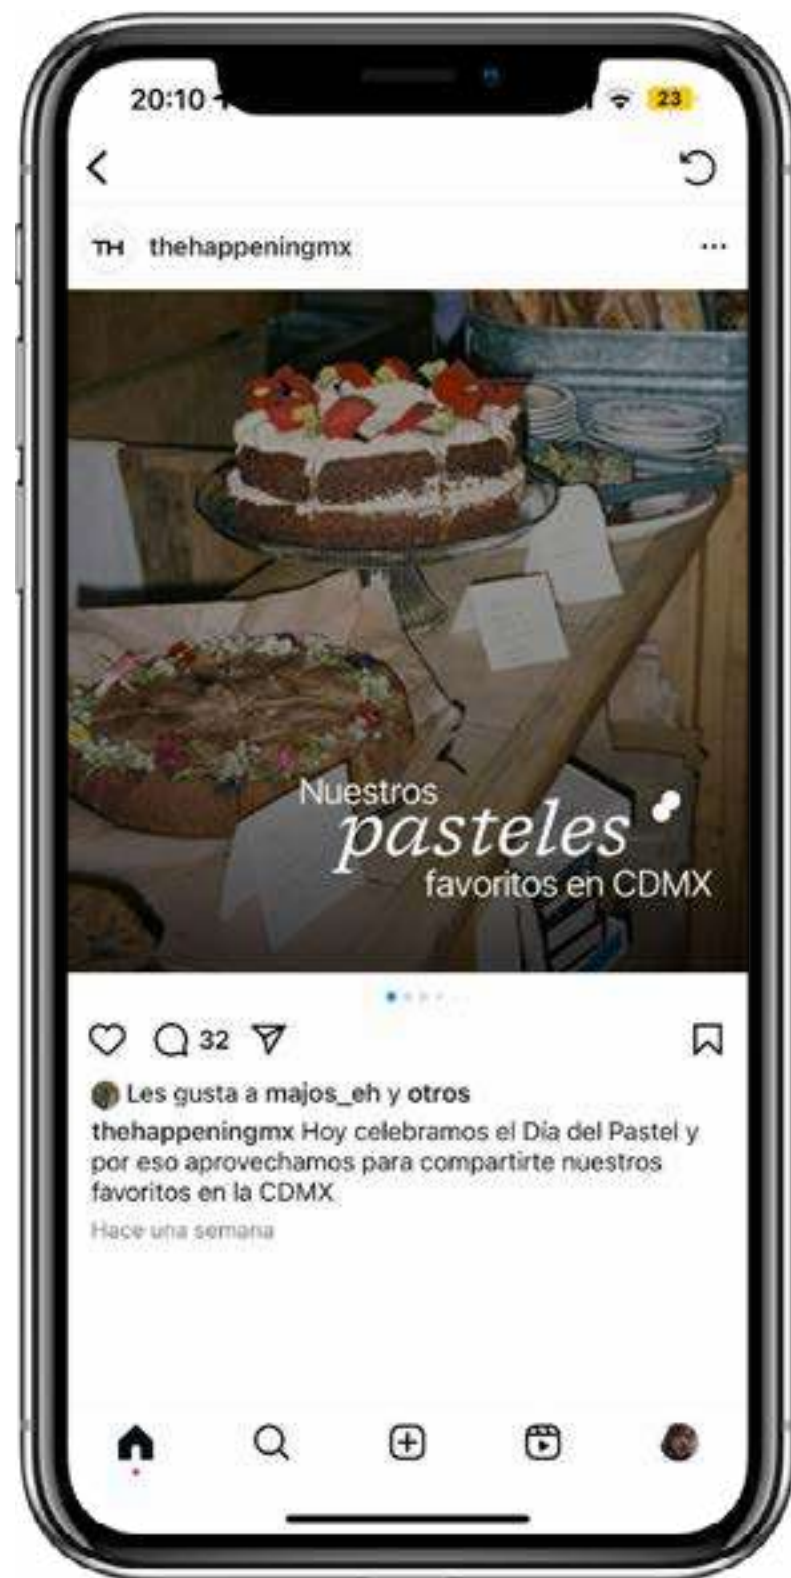 20:10
23
TH thehappeningmx
Nuestros
pasteles
favoritos en CDMX
32
Les gusta a majos_eh y otros
thehappeningmx Hoy celebramos el Día del Pastel y
por eso aprovechamos para compartirte nuestros
favoritos en la CDMX
Hace una semana